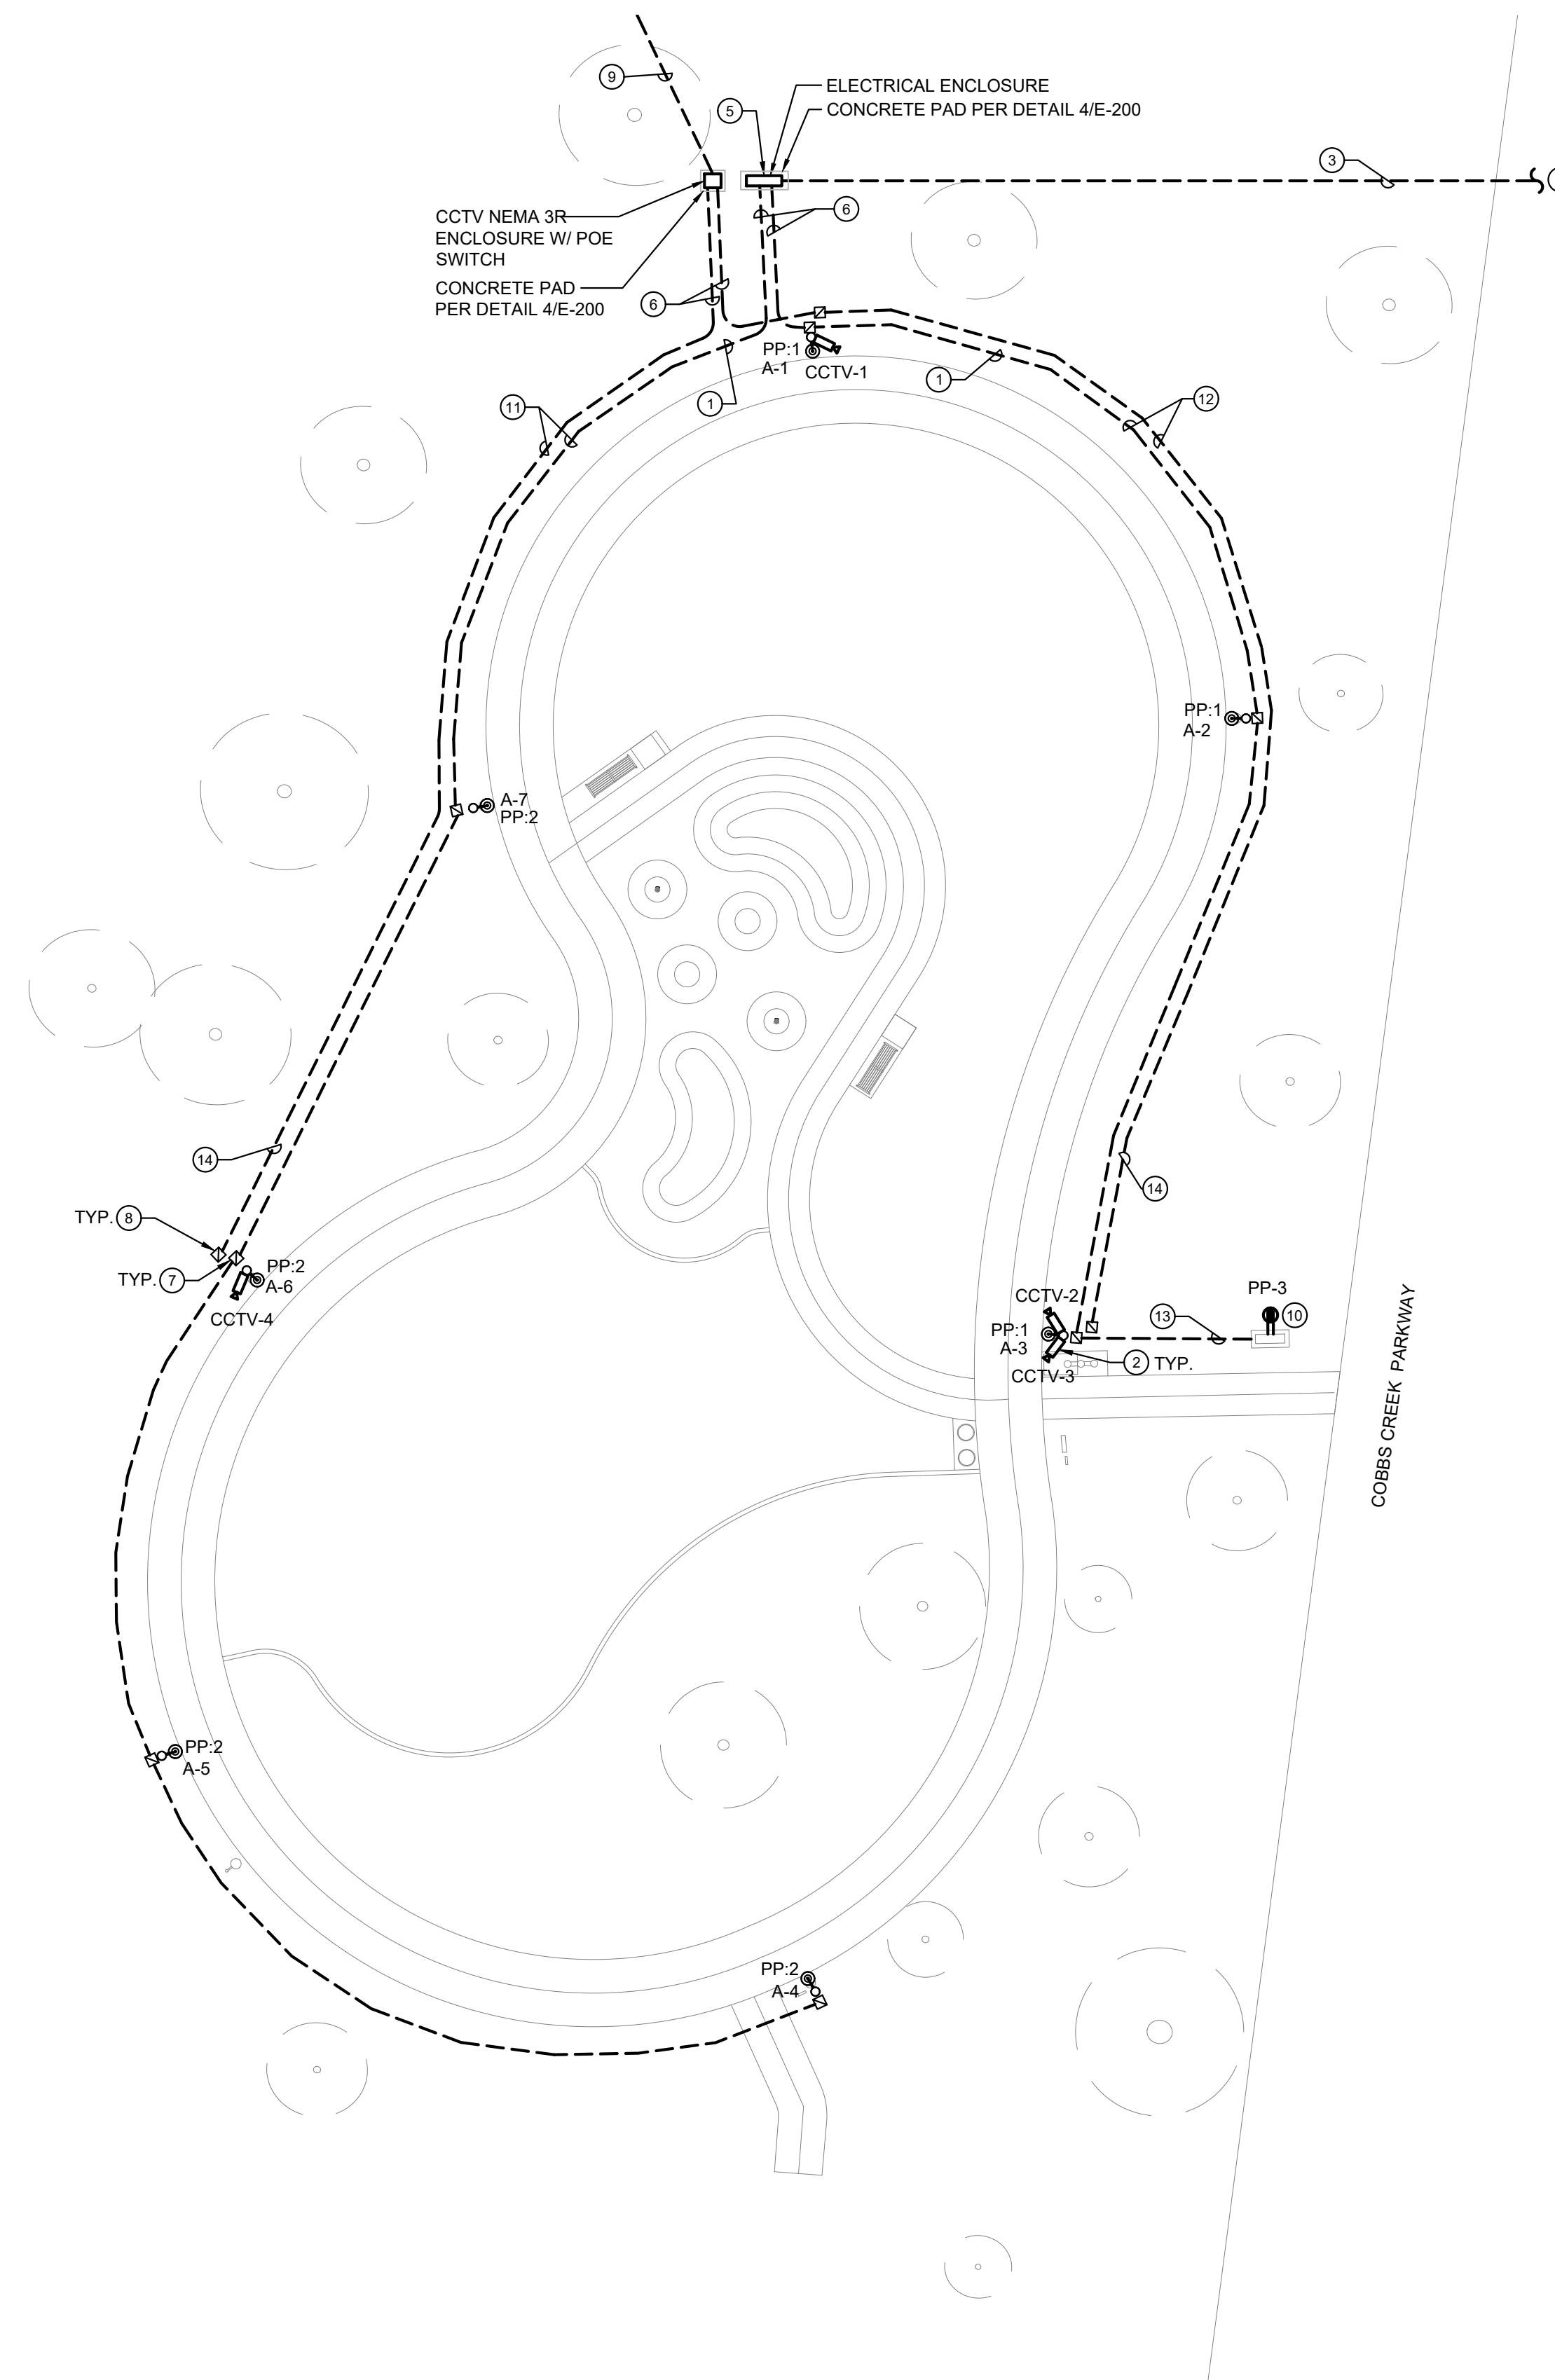 9
5
ELECTRICAL ENCLOSURE
CONCRETE PAD PER DETAIL 4/E-200
3
CCTV NEMA 3R
ENCLOSURE W/ POE
SWITCH
6
CONCRETE PAD
PER DETAIL 4/E-200
6
PP:1
A-1
CCTV-1
1
1
11
12
PP:1
A-2
A-7
PP:2
14
14
TYP. 8
TYP. 7
PP:2
A-6
CCTV-4
CCTV-2
PP:1
A-3
CCTV-3
2 TYP.
13
PP-3
10
COBBS CREEK PARKWAY
PP:2
A-5
PP:2
A-4